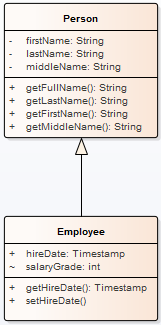 Person
- firstName: String
- lastName: String
- middleName: String
+ getFullName(): String
+ getLastName(): String
+ getFirstName(): String
+ getMiddleName(): String
Employee
+ hireDate: Timestamp
~ salaryGrade: int
+ getHireDate(): Timestamp
+ setHireDate()